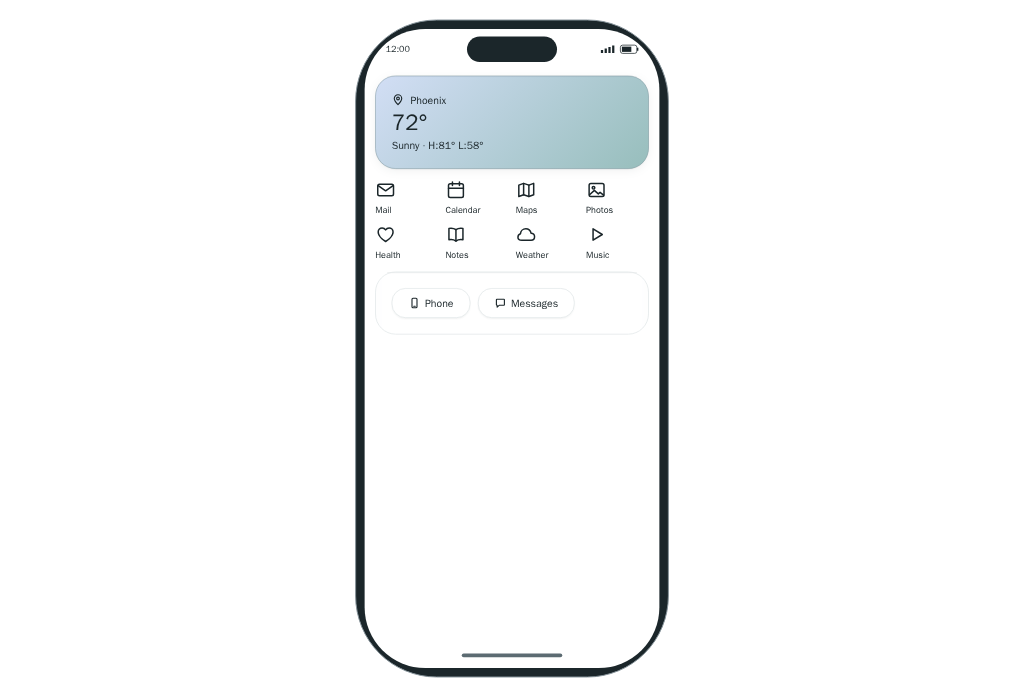 12:00
Phoenix
72°
Sunny · H:81° L:58°
Mail Calendar Maps Photos
Health Notes Weather Music
Phone Messages